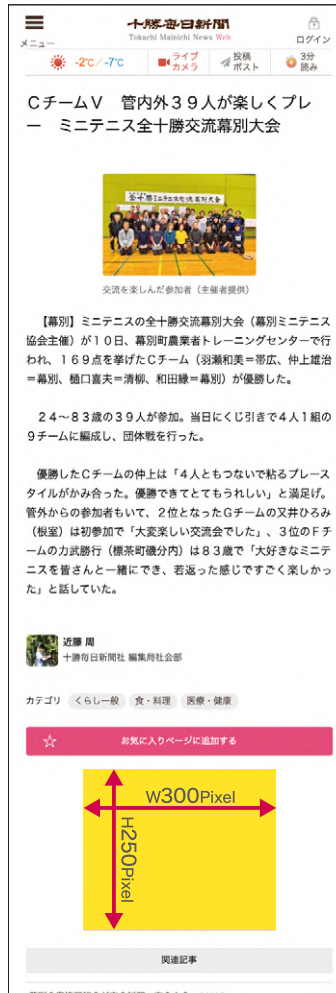 十勝毎日新聞
Tokachi Mainichi News Web
メニュー
ログイン
-2℃/-7℃
ライブ
カメラ
投稿
ポスト
3分
読み
CチームV　管内外３９人が楽しくプレ
ー　ミニテニス全十勝交流幕別大会
全十勝ミニテニス交流幕別大会
交流を楽しんだ参加者（主催者提供）
【幕別】ミニテニスの全十勝交流幕別大会（幕別ミニテニス
協会主催）が１０日、幕別町農業者トレーニングセンターで行
われ、１６９点を挙げたCチーム（羽瀬和美＝帯広、仲上雄治
＝幕別、樋口喜夫＝清柳、和田縁＝幕別）が優勝した。
２４～８３歳の３９人が参加。当日にくじ引きで４人１組の
９チームに編成し、団体戦を行った。
優勝したCチームの仲上は「４人ともつないで粘るプレース
タイルがかみ合った。優勝できてとてもうれしい」と満足げ。
管外からの参加者もいて、２位となったGチームの又井ひろみ
（根室）は初参加で「大変楽しい交流会でした」、３位のFチ
ームの力武勝行（標茶町磯分内）は８３歳で「大好きなミニテ
ニスを皆さんと一緒にでき、若返った感じですごく楽しかっ
た」と話していた。
近藤 周
十勝毎日新聞社 編集局社会部
カテゴリ　くらし一般　食・料理　医療・健康
お気に入りページに追加する
W300Pixel
H250Pixel
関連記事